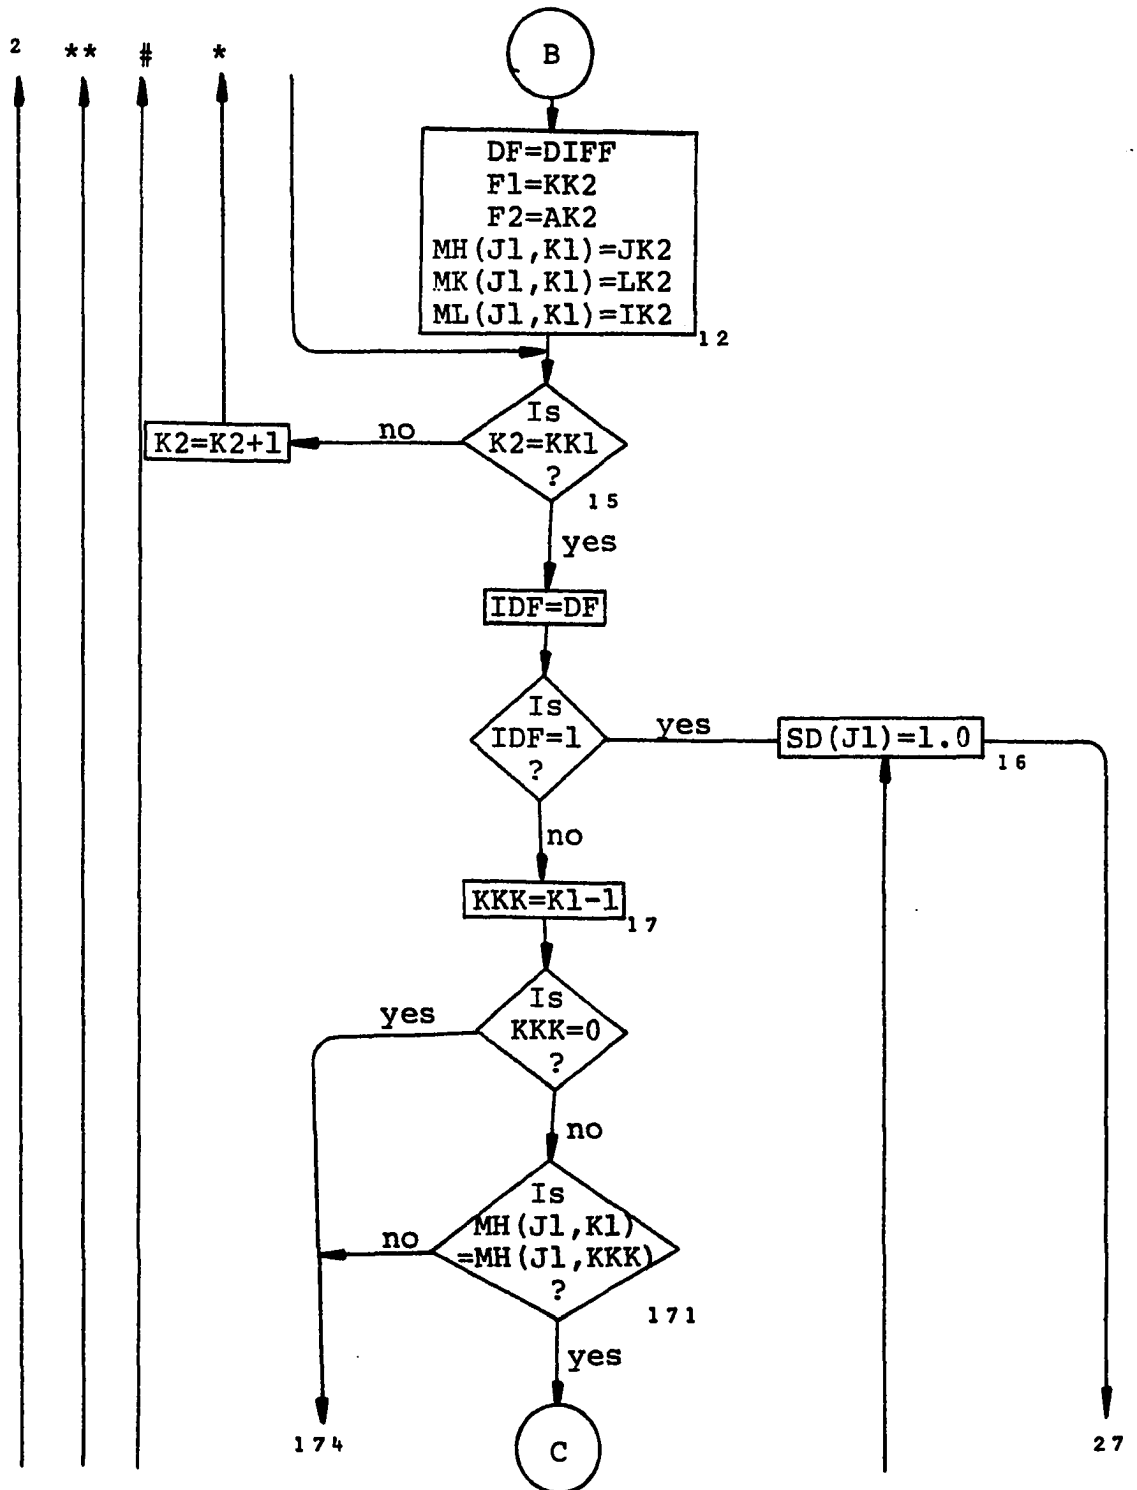 2 ** # *
B
DF=DIFF
F1=KK2
F2=AK2
MH(J1,K1)=JK2
MK(J1,K1)=LK2
ML(J1,K1)=IK2
12
Is
K2=KK1
?
15
no
K2=K2+1
yes
IDF=DF
Is
IDF=1
?
yes
SD(J1)=1.0
16
no
KKK=K1-1
17
Is
KKK=0
?
yes
no
Is
MH(J1,K1)
=MH(J1,KKK)
?
171
no
yes
174
C
27